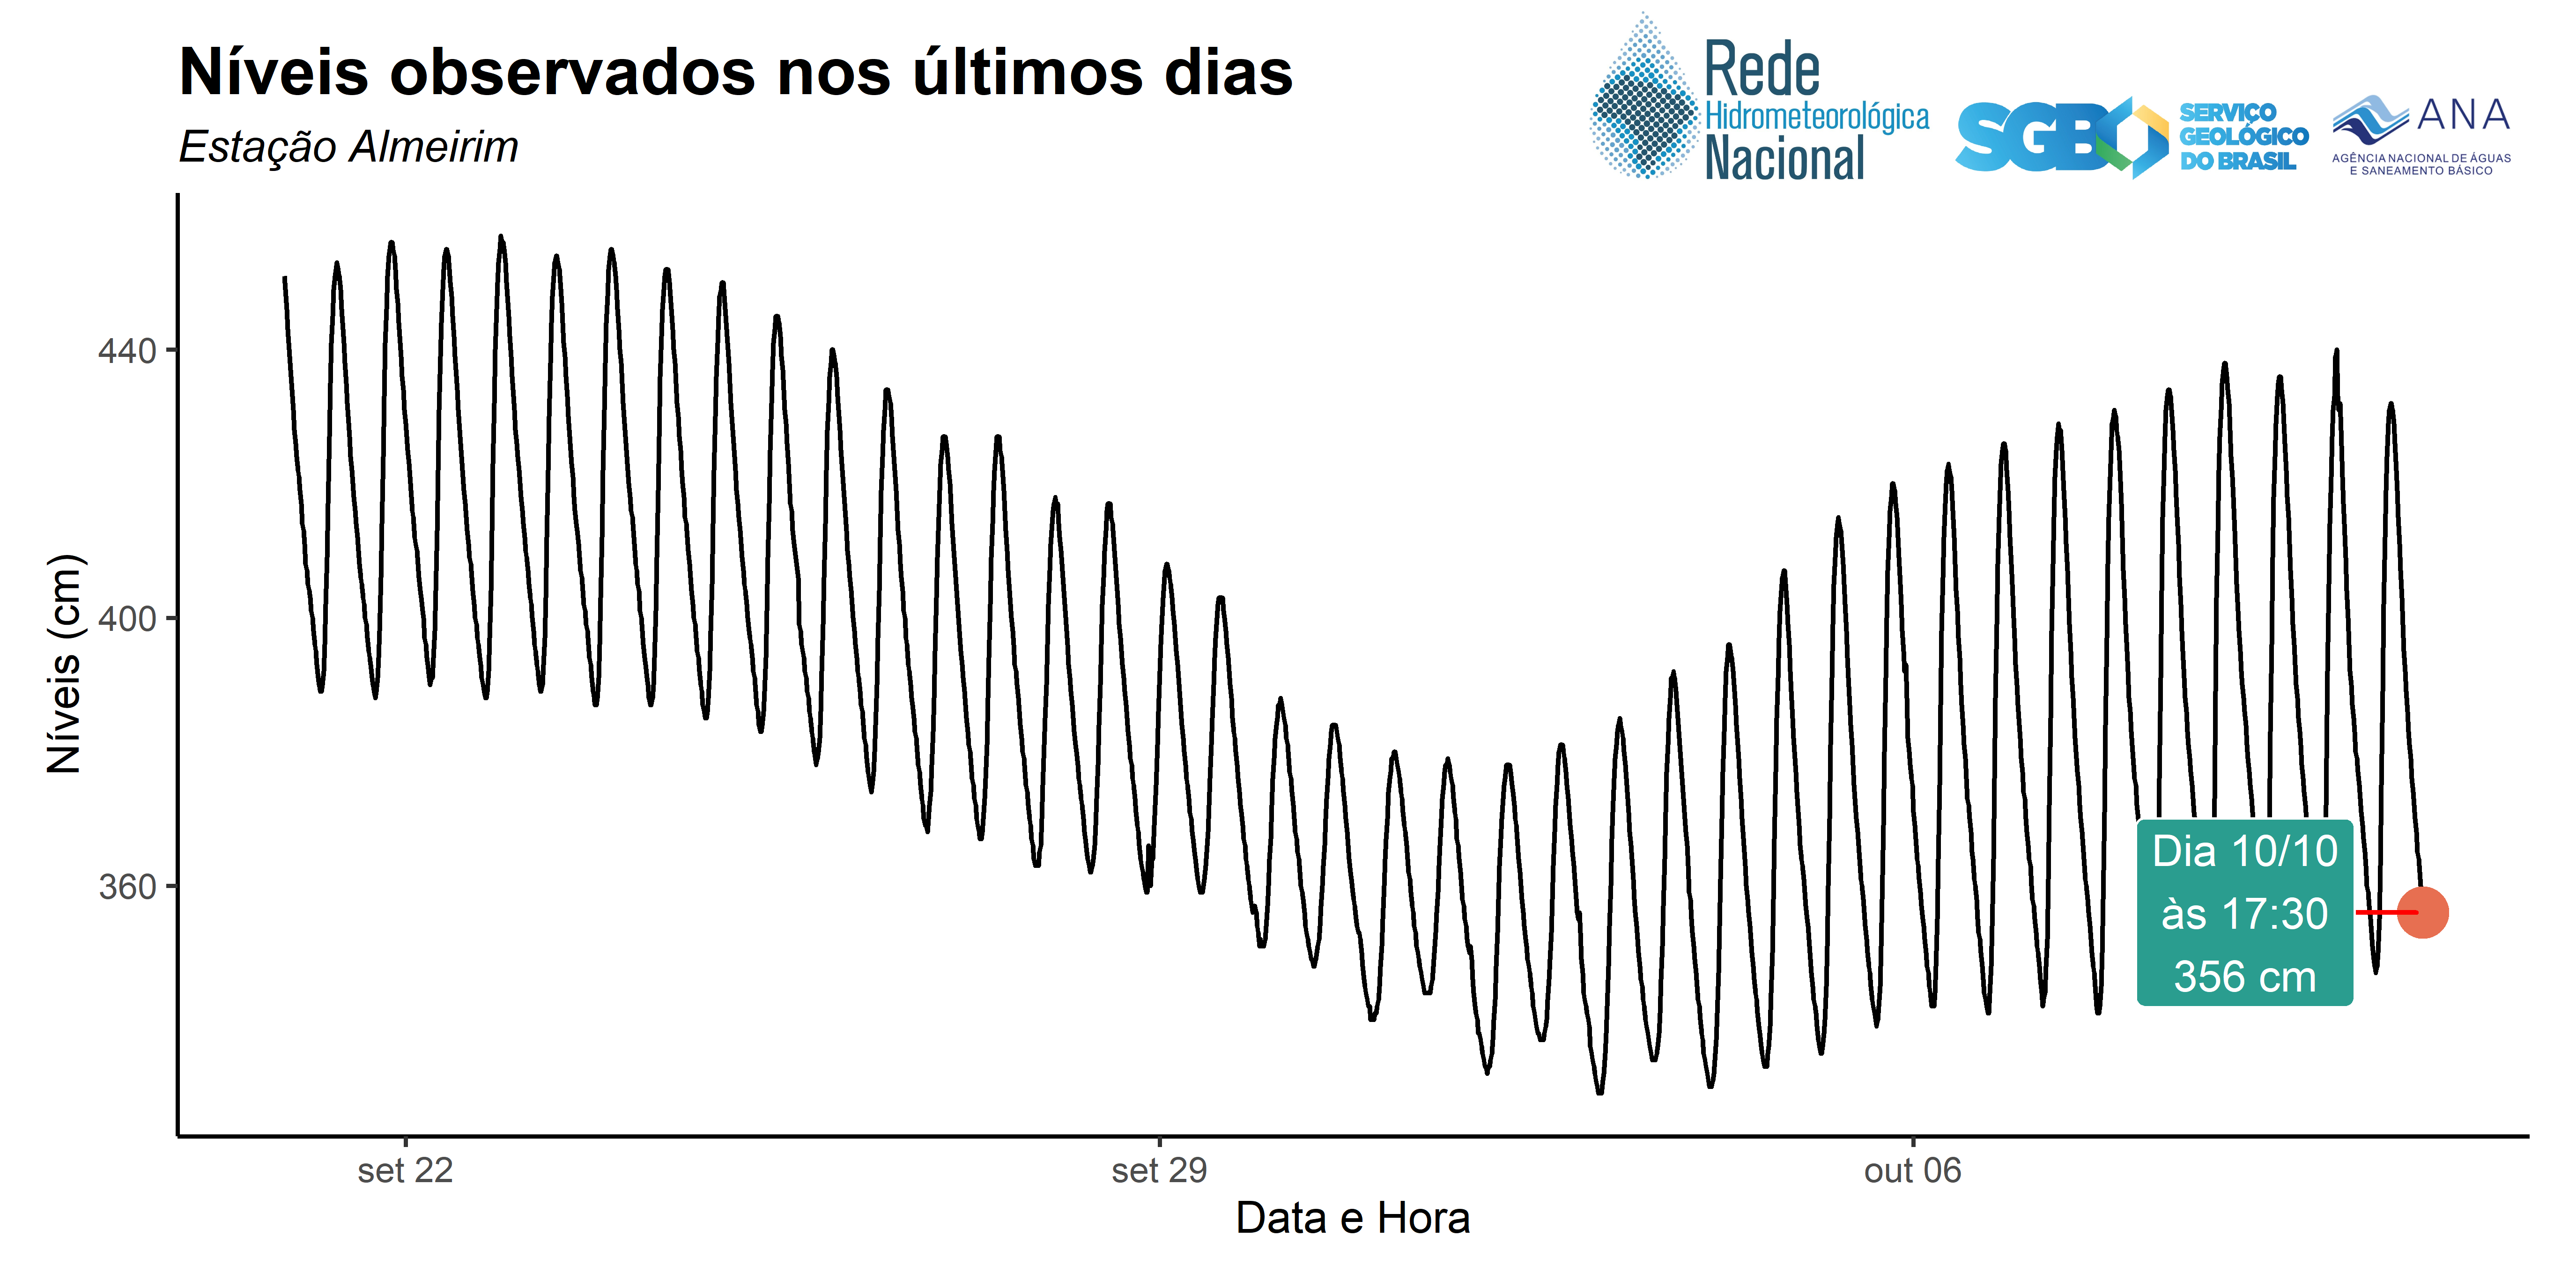 Níveis observados nos últimos dias
Estação Almeirim
Rede
Hidrometeorológica
Nacional
SGB
SERVIÇO
GEOLÓGICO
DO BRASIL
ANA
AGÊNCIA NACIONAL DE ÁGUAS
E SANEAMENTO BÁSICO
Níveis (cm)
440
400
360
Dia 10/10
às 17:30
356 cm
set 22
set 29
out 06
Data e Hora